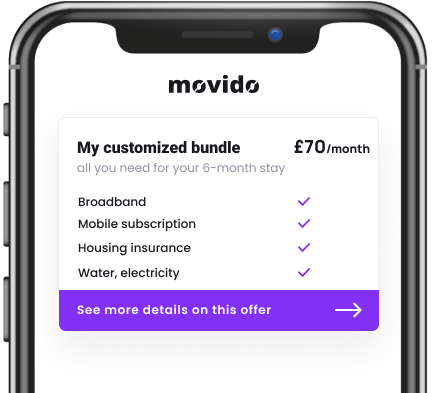 movido
My customized bundle £70/month
all you need for your 6-month stay
Broadband
Mobile subscription
Housing insurance
Water, electricity
See more details on this offer